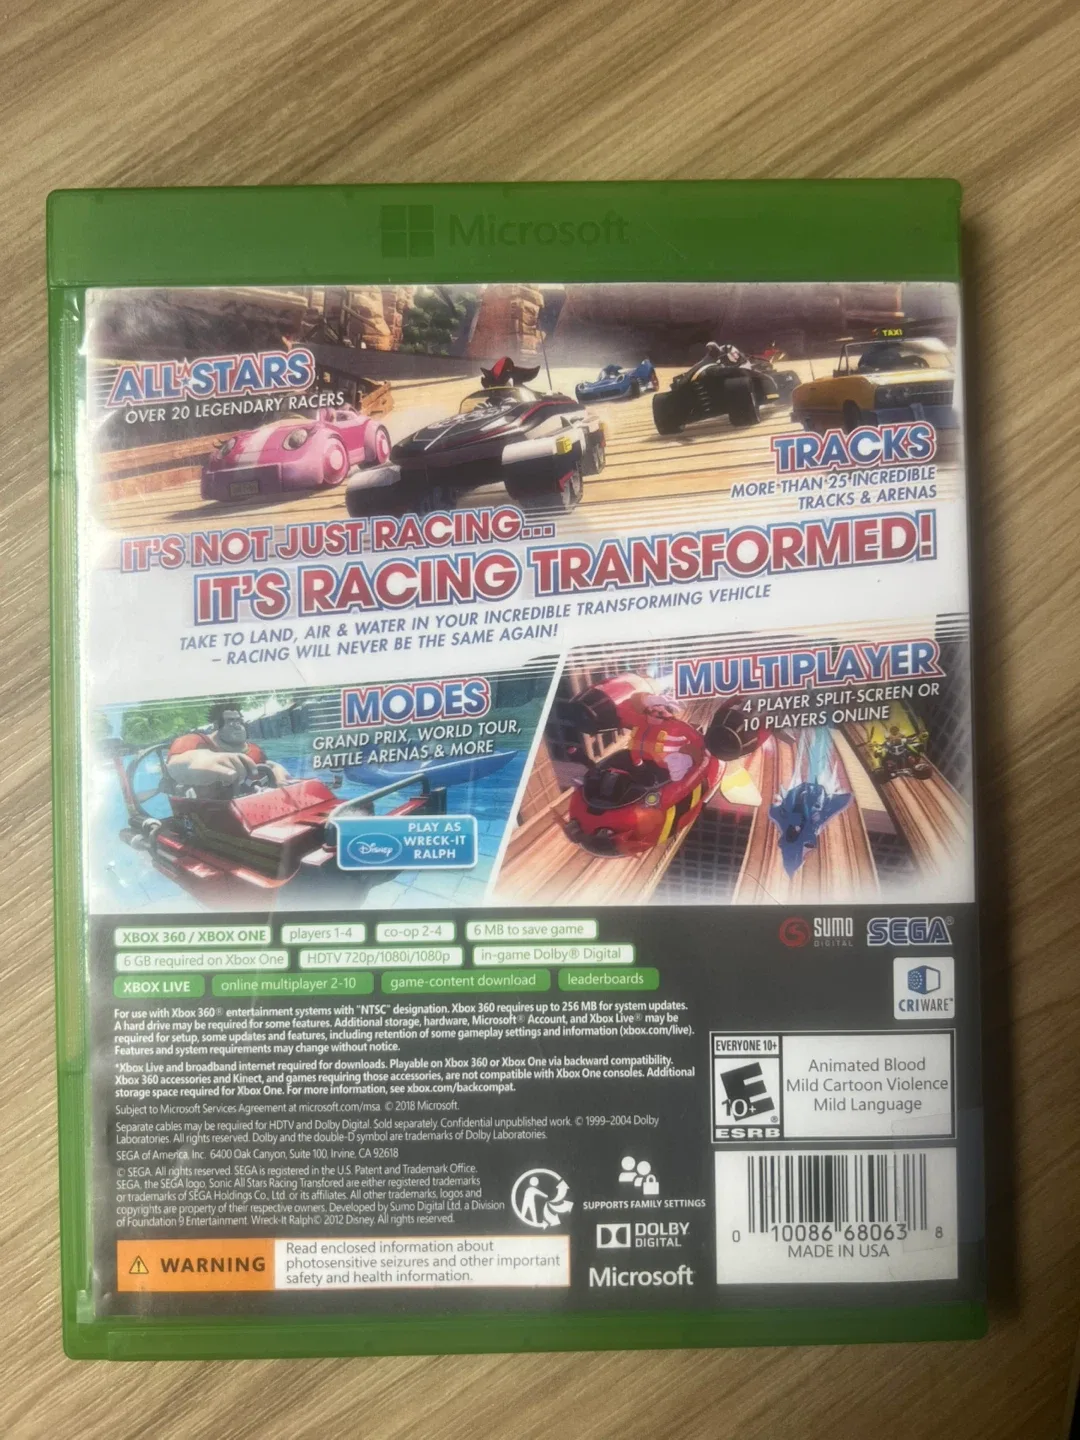 Microsoft
TAXI
ALL★STARS
OVER 20 LEGENDARY RACERS
TRACKS
MORE THAN 25 INCREDIBLE
TRACKS & ARENAS
IT'S NOT JUST RACING...
IT'S RACING TRANSFORMED!
TAKE TO LAND, AIR & WATER IN YOUR INCREDIBLE TRANSFORMING VEHICLE
– RACING WILL NEVER BE THE SAME AGAIN!
MODES
GRAND PRIX, WORLD TOUR,
BATTLE ARENAS & MORE
Disney
PLAY AS
WRECK-IT
RALPH
MULTIPLAYER
4 PLAYER SPLIT-SCREEN OR
10 PLAYERS ONLINE
XBOX 360 / XBOX ONE players 1-4 co-op 2-4 6 MB to save game
6 GB required on Xbox One HDTV 720p/1080i/1080p in-game Dolby® Digital
XBOX LIVE online multiplayer 2-10 game-content download leaderboards
SUMO
DIGITAL
SEGA®
CRIWARE™
For use with Xbox 360® entertainment systems with "NTSC" designation. Xbox 360 requires up to 256 MB for system updates.
A hard drive may be required for some features. Additional storage, hardware, Microsoft® Account, and Xbox Live® may be
required for setup, some updates and features, including retention of some gameplay settings and information (xbox.com/live).
Features and system requirements may change without notice.
*Xbox Live and broadband internet required for downloads. Playable on Xbox 360 or Xbox One via backward compatibility.
Xbox 360 accessories and Kinect, and games requiring those accessories, are not compatible with Xbox One consoles. Additional
storage space required for Xbox One. For more information, see xbox.com/backcompat.
Subject to Microsoft Services Agreement at microsoft.com/msa. © 2018 Microsoft.
Separate cables may be required for HDTV and Dolby Digital. Sold separately. Confidential unpublished work. © 1999–2004 Dolby
Laboratories. All rights reserved. Dolby and the double-D symbol are trademarks of Dolby Laboratories.
SEGA of America, Inc. 6400 Oak Canyon, Suite 100, Irvine, CA 92618
© SEGA. All rights reserved. SEGA is registered in the U.S. Patent and Trademark Office.
SEGA, the SEGA logo, Sonic All Stars Racing Transfored are either registered trademarks
or trademarks of SEGA Holdings Co., Ltd. or its affiliates. All other trademarks, logos and
copyrights are property of their respective owners. Developed by Sumo Digital Ltd, a Division
of Foundation 9 Entertainment. Wreck-It Ralph© 2012 Disney. All rights reserved.
EVERYONE 10+
E
10+
®
ESRB
Animated Blood
Mild Cartoon Violence
Mild Language
SUPPORTS FAMILY SETTINGS
DOLBY
DIGITAL
Microsoft
WARNING
Read enclosed information about
photosensitive seizures and other important
safety and health information.
0 10086 68063 8
MADE IN USA